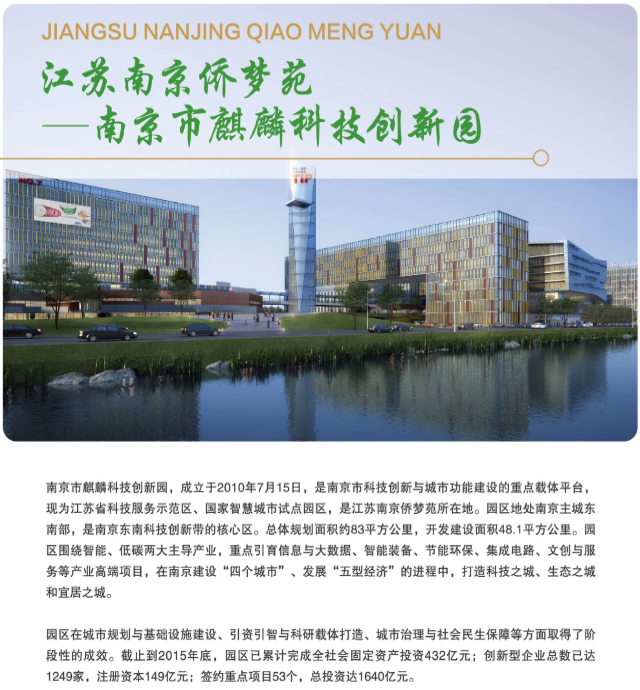 JIANGSU NANJING QIAO MENG YUAN
江苏南京侨梦苑
——南京市麒麟科技创新园
NO.2
TIP
南京市麒麟科技创新园，成立于2010年7月15日，是南京市科技创新与城市功能建设的重点载体平台，
现为江苏省科技服务示范区、国家智慧城市试点园区，是江苏南京侨梦苑所在地。园区地处南京主城东
南部，是南京东南科技创新带的核心区。总体规划面积约83平方公里，开发建设面积48.1平方公里。园
区围绕智能、低碳两大主导产业，重点引育信息与大数据、智能装备、节能环保、集成电路、文创与服
务等产业高端项目，在南京建设“四个城市”、发展“五型经济”的进程中，打造科技之城、生态之城
和宜居之城。
园区在城市规划与基础设施建设、引资引智与科研载体打造、城市治理与社会民生保障等方面取得了阶
段性的成效。截止到2015年底，园区已累计完成全社会固定资产投资432亿元；创新型企业总数已达
1249家，注册资本149亿元；签约重点项目53个，总投资达1640亿元。